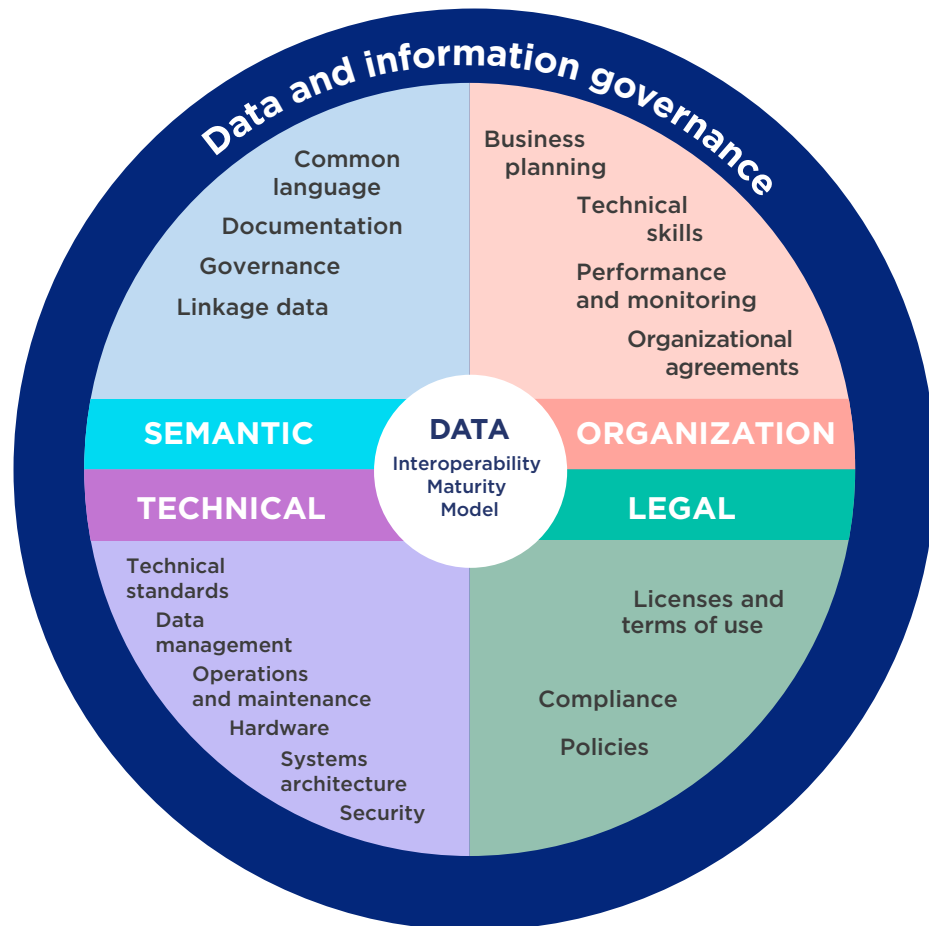 Data and information governance
Common
language
Documentation
Governance
Linkage data
Business
planning
Technical
skills
Performance
and monitoring
Organizational
agreements
SEMANTIC
ORGANIZATION
DATA
Interoperability
Maturity
Model
TECHNICAL
LEGAL
Technical
standards
Data
management
Operations
and maintenance
Hardware
Systems
architecture
Security
Licenses and
terms of use
Compliance
Policies